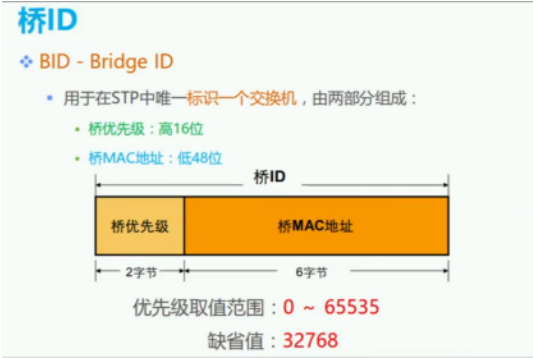 桥ID
BID - Bridge ID
用于在STP中唯一标识一个交换机，由两部分组成：
桥优先级：高16位
桥MAC地址：低48位
桥ID
桥优先级 桥MAC地址
2字节 6字节
优先级取值范围：0 ~ 65535
缺省值：32768